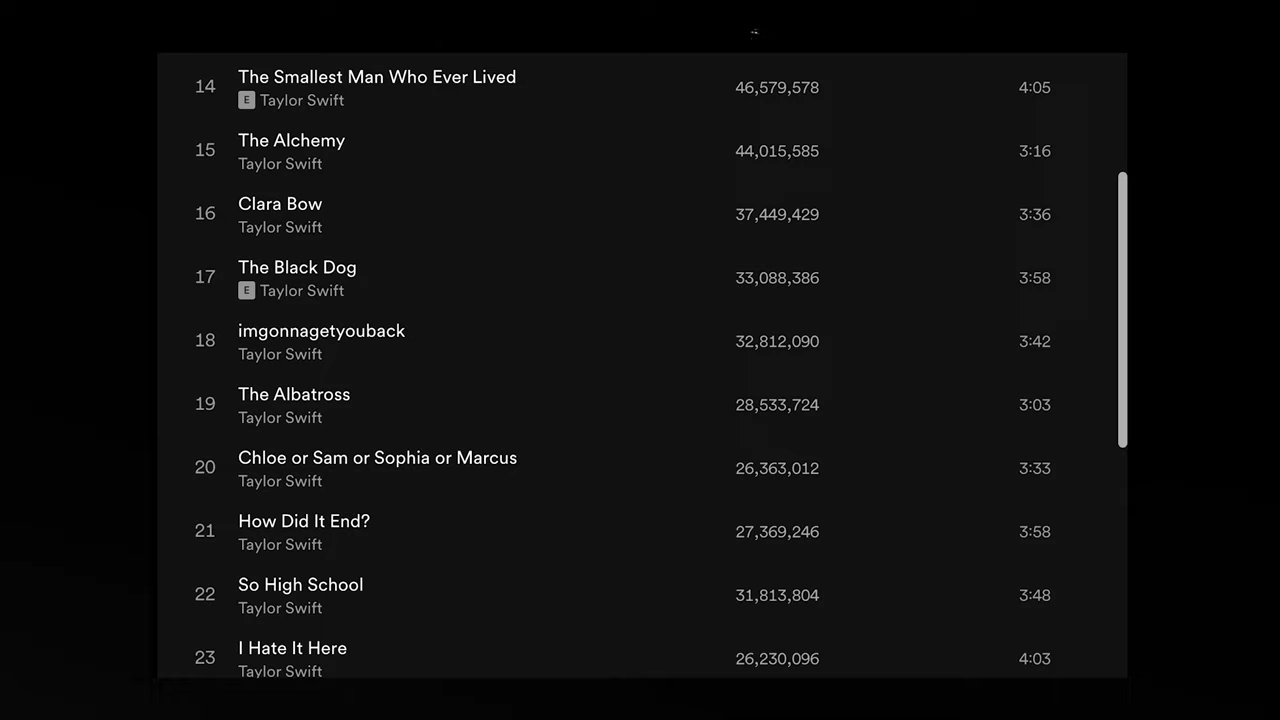 14 The Smallest Man Who Ever Lived 46,579,578 4:05
E Taylor Swift
15 The Alchemy 44,015,585 3:16
Taylor Swift
16 Clara Bow 37,449,429 3:36
Taylor Swift
17 The Black Dog 33,088,386 3:58
E Taylor Swift
18 imgonnagetyouback 32,812,090 3:42
Taylor Swift
19 The Albatross 28,533,724 3:03
Taylor Swift
20 Chloe or Sam or Sophia or Marcus 26,363,012 3:33
Taylor Swift
21 How Did It End? 27,369,246 3:58
Taylor Swift
22 So High School 31,813,804 3:48
Taylor Swift
23 I Hate It Here 26,230,096 4:03
Taylor Swift